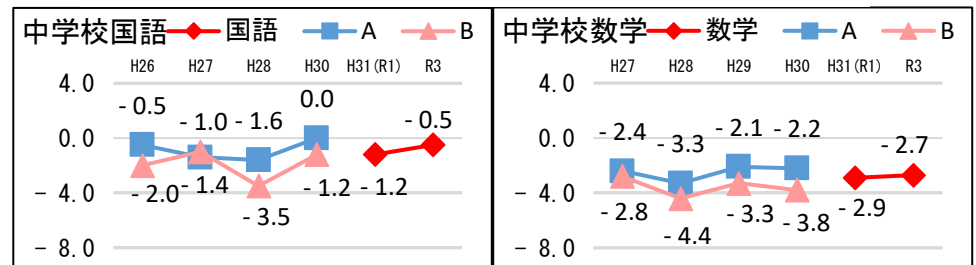 中学校国語 国語 A B
H26 H27 H28 H30 H31(R1) R3
4.0
0.0
－4.0
－8.0
- 0.5 - 1.0 - 1.6 0.0 - 0.5
- 2.0 - 1.4 - 3.5 - 1.2 - 1.2
中学校数学 数学 A B
H27 H28 H29 H30 H31(R1) R3
4.0
0.0
－4.0
－8.0
- 2.4 - 3.3 - 2.1 - 2.2 - 2.7
- 2.8 - 4.4 - 3.3 - 3.8 - 2.9